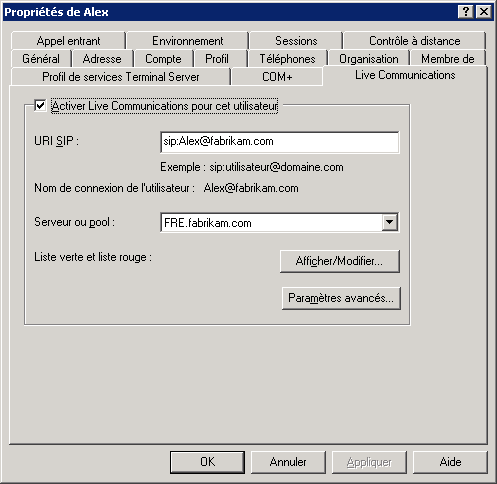 Propriétés de Alex
Appel entrant Environnement Sessions Contrôle à distance
Général Adresse Compte Profil Téléphones Organisation Membre de
Profil de services Terminal Server COM+ Live Communications
Activer Live Communications pour cet utilisateur
URI SIP : sip:Alex@fabrikam.com
Exemple : sip:utilisateur@domaine.com
Nom de connexion de l'utilisateur : Alex@fabrikam.com
Serveur ou pool : FRE.fabrikam.com
Liste verte et liste rouge : Afficher/Modifier...
Paramètres avancés...
OK Annuler Appliquer Aide